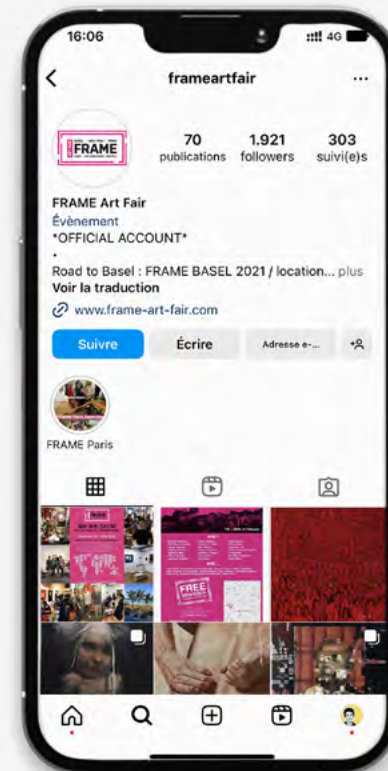 16:06
4G
frameartfair
...
FRAME
70 1.921 303
publications followers suivi(e)s
FRAME Art Fair
Évènement
*OFFICIAL ACCOUNT*
•
Road to Basel : FRAME BASEL 2021 / location... plus
Voir la traduction
www.frame-art-fair.com
Suivre Écrire Adresse e-...
FRAME Paris
FRAME
FREE